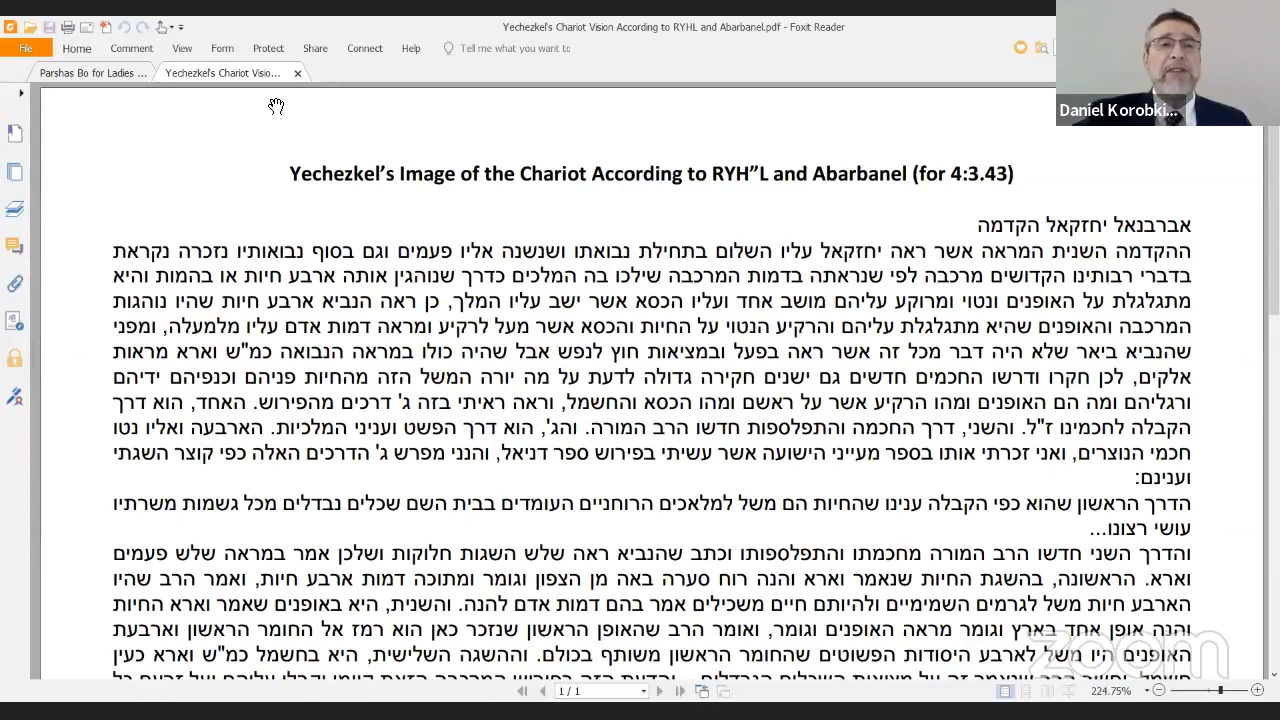 Yechezkel's Chariot Vision According to RYHL and Abarbanel.pdf - Foxit Reader
File Home Comment View Form Protect Share Connect Help Tell me what you want to
Parshas Bo for Ladies ... Yechezkel's Chariot Visio...
Daniel Korobki...
Yechezkel's Image of the Chariot According to RYH"L and Abarbanel (for 4:3.43)
אברבנאל יחזקאל הקדמה
ההקדמה השנית המראה אשר ראה יחזקאל עליו השלום בתחילת נבואתו ושנשנה אליו פעמים וגם בסוף נבואותיו נזכרה נקראת
בדברי רבותינו הקדושים מרכבה לפי שנראתה בדמות המרכבה שילכו בה המלכים כדרך שנוהגין אותה ארבע חיות או בהמות והיא
מתגלגלת על האופנים ונטוי ומרוקע עליהם מושב אחד ועליו הכסא אשר ישב עליו המלך, כן ראה הנביא ארבע חיות שהיו נוהגות
המרכבה והאופנים שהיא מתגלגלת עליהם והרקיע הנטוי על החיות והכסא אשר מעל לרקיע ומראה דמות אדם עליו מלמעלה, ומפני
שהנביא ביאר שלא היה דבר מכל זה אשר ראה בפעל ובמציאות חוץ לנפש אבל שהיה כולו במראה הנבואה כמ"ש וארא מראות
אלקים, לכן חקרו ודרשו החכמים חדשים גם ישנים חקירה גדולה לדעת על מה יורה המשל הזה מהחיות פניהם וכנפיהם ידיהם
ורגליהם ומה הם האופנים ומהו הרקיע אשר על ראשם ומהו הכסא והחשמל, וראה ראיתי בזה ג' דרכים מהפירוש. האחד, הוא דרך
הקבלה לחכמינו ז"ל. והשני, דרך החכמה והתפלספות חדשו הרב המורה. והג', הוא דרך הפשט ועניני המלכיות. הארבעה ואליו נטו
חכמי הנוצרים, ואני זכרתי אותו בספר מעייני הישועה אשר עשיתי בפירוש ספר דניאל, והנני מפרש ג' הדרכים האלה כפי קוצר השגתי
וענינם:
הדרך הראשון שהוא כפי הקבלה ענינו שהחיות הם משל למלאכים הרוחניים העומדים בבית השם שכלים נבדלים מכל גשמות משרתיו
עושי רצונו...
והדרך השני חדשו הרב המורה מחכמתו והתפלספותו וכתב שהנביא ראה שלש השגות חלוקות ושלכן אמר במראה שלש פעמים
וארא. הראשונה, בהשגת החיות שנאמר וארא והנה רוח סערה באה מן הצפון וגומר ומתוכה דמות ארבע חיות, ואמר הרב שהיו
הארבע חיות משל לגרמים השמימיים ולהיותם חיים משכילים אמר בהם דמות אדם להנה. והשנית, היא באופנים שאמר וארא החיות
והנה אופן אחד בארץ וגומר מראה האופנים וגומר, ואומר הרב שהאופן הראשון שנזכר כאן הוא רמז אל החומר הראשון וארבעת
האופנים היו משל לארבע היסודות הפשוטים שהחומר הראשון משותף בכולם. וההשגה השלישית, היא בחשמל כמ"ש וארא כעין
zoom
1 / 1
224.75%